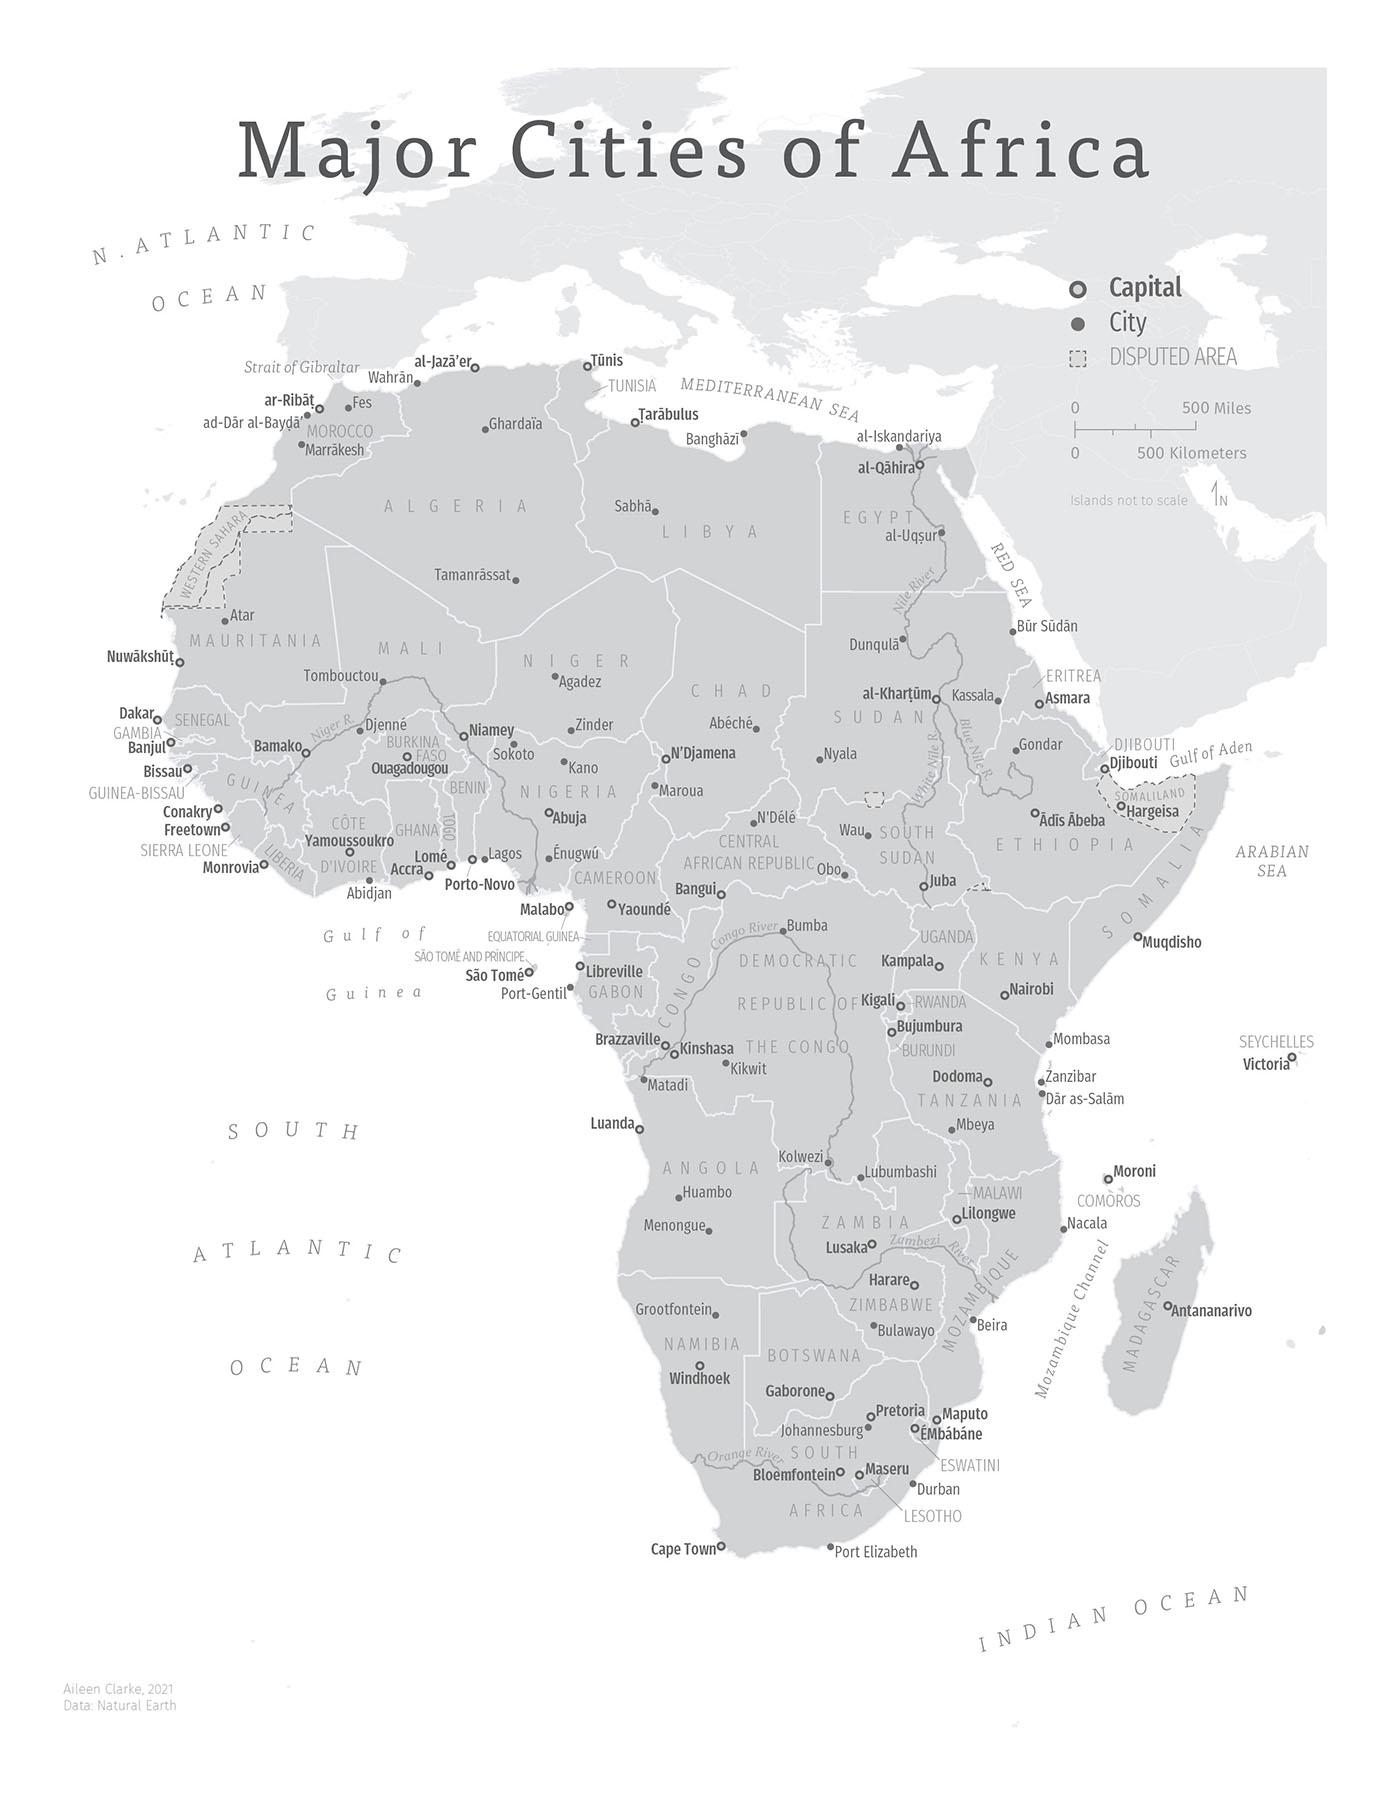 Major Cities of Africa
N. ATLANTIC
OCEAN
Capital
City
DISPUTED AREA
0 500 Miles
0 500 Kilometers
Islands not to scale
N
Strait of Gibraltar
al-Jazā’er
Tūnis
Wahrān
TUNISIA
MEDITERRANEAN SEA
ar-Ribāţ
Fes
ad-Dār al-Bayḑā’
MOROCCO
Marrākesh
Ghardaïa
Ţarābulus
Banghāzī
al-Iskandariya
al-Qāhira
ALGERIA
Sabhā
LIBYA
EGYPT
al-Uqşur
RED SEA
WESTERN SAHARA
Tamanrāssat
Nile River
Atar
MAURITANIA
Būr Sūdān
Nuwākshūţ
MALI
NIGER
Dunqulā
Tombouctou
Agadez
CHAD
ERITREA
al-Kharţūm
Kassala
Asmara
Dakar
SENEGAL
GAMBIA
Banjul
Niger R.
Djenné
Niamey
Zinder
Abéché
SUDAN
Blue Nile R.
Bamako
BURKINA
FASO
Ouagadougou
Sokoto
Kano
N’Djamena
Nyala
White Nile R.
Gondar
DJIBOUTI
Djibouti
Gulf of Aden
Bissau
GUINEA-BISSAU
GUINEA
BENIN
NIGERIA
Maroua
SOMALILAND
Hargeisa
Conakry
Freetown
SIERRA LEONE
CÔTE
D’IVOIRE
Yamoussoukro
GHANA
TOGO
Abuja
N’Délé
CENTRAL
AFRICAN REPUBLIC
Wau
SOUTH
SUDAN
Ādīs Ābeba
ETHIOPIA
Monrovia
LIBERIA
Lomé
Accra
Lagos
Porto-Novo
Énugwú
CAMEROON
Obo
Bangui
Juba
SOMALIA
ARABIAN
SEA
Abidjan
Malabo
Yaoundé
Gulf of
Guinea
EQUATORIAL GUINEA
SÃO TOMÉ AND PRÍNCIPE
São Tomé
Libreville
Port-Gentil
GABON
CONGO
Congo River
Bumba
DEMOCRATIC
REPUBLIC OF
THE CONGO
UGANDA
Kampala
KENYA
Muqdisho
Kigali
RWANDA
Nairobi
Brazzaville
Kinshasa
Kikwit
Bujumbura
BURUNDI
Mombasa
SEYCHELLES
Victoria
Matadi
Dodoma
TANZANIA
Zanzibar
Dār as-Salām
Luanda
Mbeya
SOUTH
ATLANTIC
OCEAN
ANGOLA
Kolwezi
Lubumbashi
Moroni
COMOROS
Huambo
Menongue
MALAWI
Lilongwe
ZAMBIA
Lusaka
Zambezi River
Nacala
Harare
ZIMBABWE
MOZAMBIQUE
Mozambique Channel
MADAGASCAR
Antananarivo
Grootfontein
Bulawayo
Beira
NAMIBIA
Windhoek
BOTSWANA
Gaborone
Pretoria
Johannesburg
Maputo
ÉMbábáne
ESWATINI
Orange River
SOUTH
AFRICA
Bloemfontein
Maseru
Durban
LESOTHO
Cape Town
Port Elizabeth
INDIAN OCEAN
Aileen Clarke, 2021
Data: Natural Earth